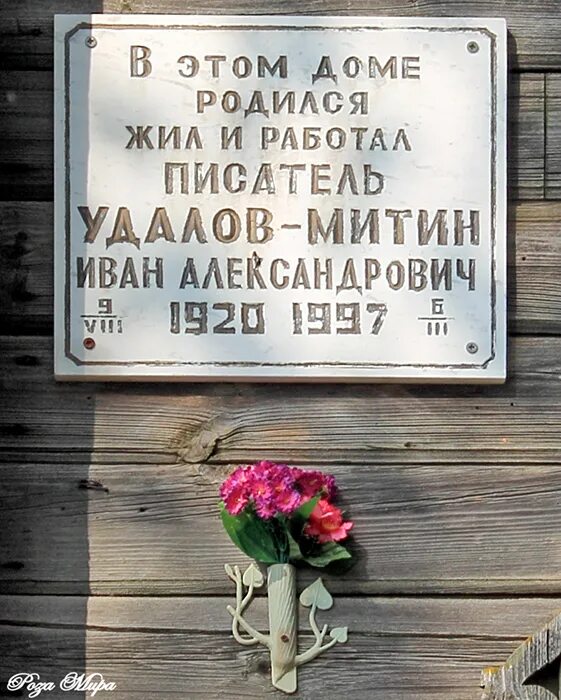 В ЭТОМ ДОМЕ
РОДИЛСЯ
ЖИЛ И РАБОТАЛ
ПИСАТЕЛЬ
УДАЛОВ-МИТИН
ИВАН АЛЕКСАНДРОВИЧ
9/VIII 1920 1997 6/III
Роза Мира